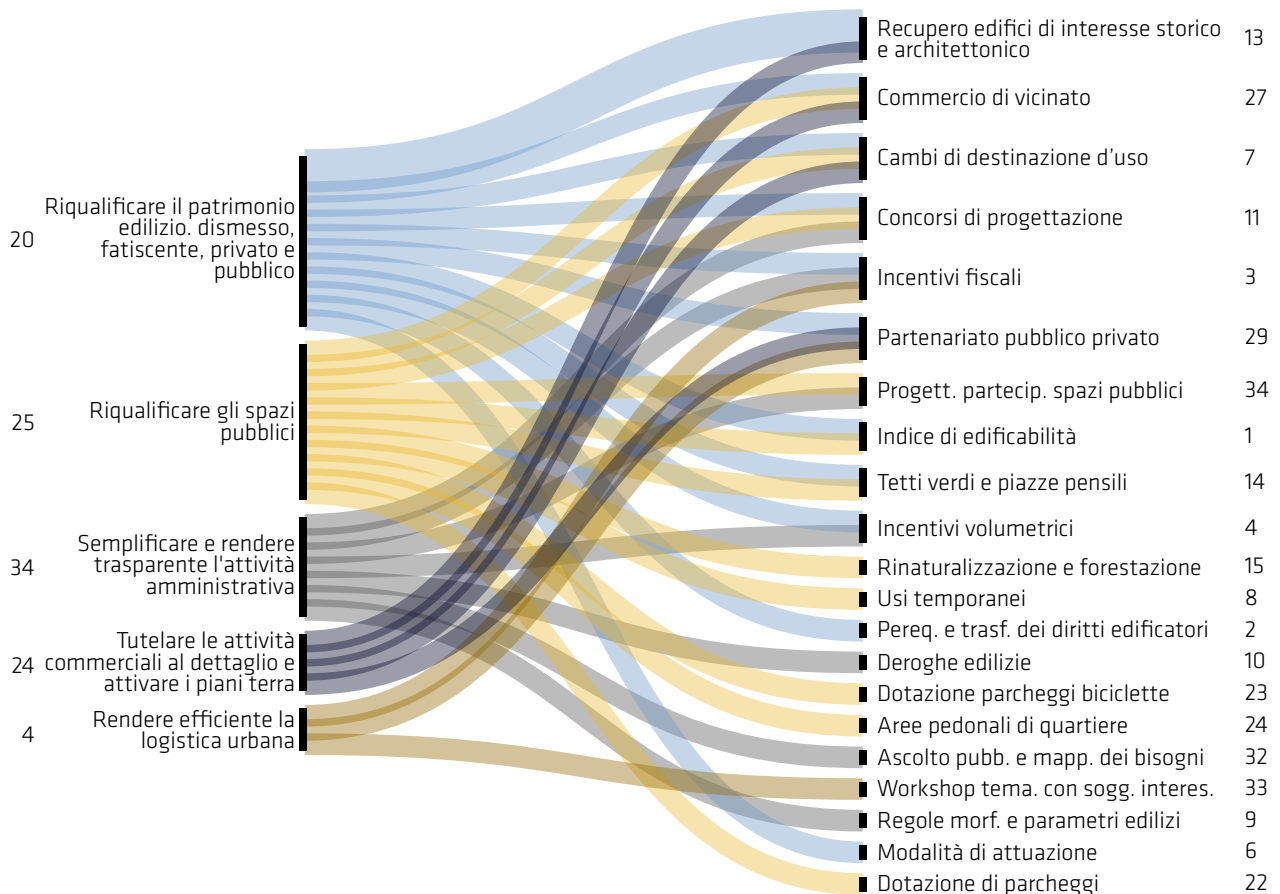 Riqualificare il patrimonio
edilizio. dismesso,
fatiscente, privato e
pubblico
20
Riqualificare gli spazi
pubblici
25
Semplificare e rendere
trasparente l'attività
amministrativa
34
Tutelare le attività
commerciali al dettaglio e
attivare i piani terra
24
Rendere efficiente la
logistica urbana
4
Recupero edifici di interesse storico
e architettonico
13
Commercio di vicinato 27
Cambi di destinazione d'uso 7
Concorsi di progettazione 11
Incentivi fiscali 3
Partenariato pubblico privato 29
Progett. partecip. spazi pubblici 34
Indice di edificabilità 1
Tetti verdi e piazze pensili 14
Incentivi volumetrici 4
Rinaturalizzazione e forestazione 15
Usi temporanei 8
Pereq. e trasf. dei diritti edificatori 2
Deroghe edilizie 10
Dotazione parcheggi biciclette 23
Aree pedonali di quartiere 24
Ascolto pubb. e mapp. dei bisogni 32
Workshop tema. con sogg. interes. 33
Regole morf. e parametri edilizi 9
Modalità di attuazione 6
Dotazione di parcheggi 22